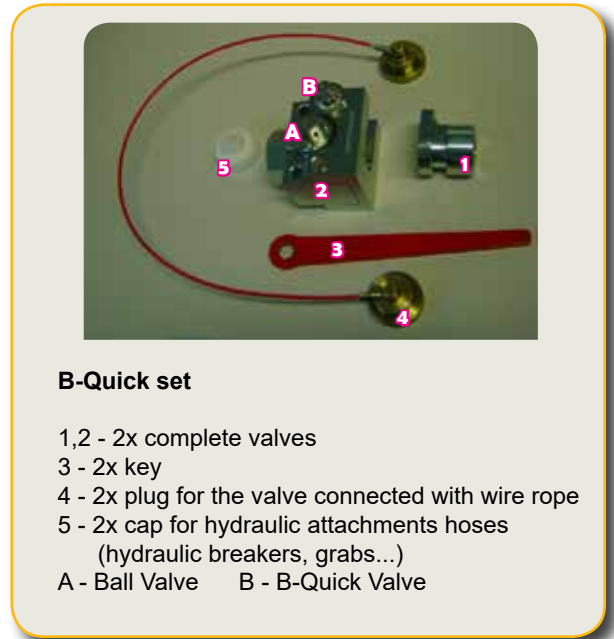 B
A
5
1
2
3
4
B-Quick set
1,2 - 2x complete valves
3 - 2x key
4 - 2x plug for the valve connected with wire rope
5 - 2x cap for hydraulic attachments hoses
(hydraulic breakers, grabs...)
A - Ball Valve B - B-Quick Valve